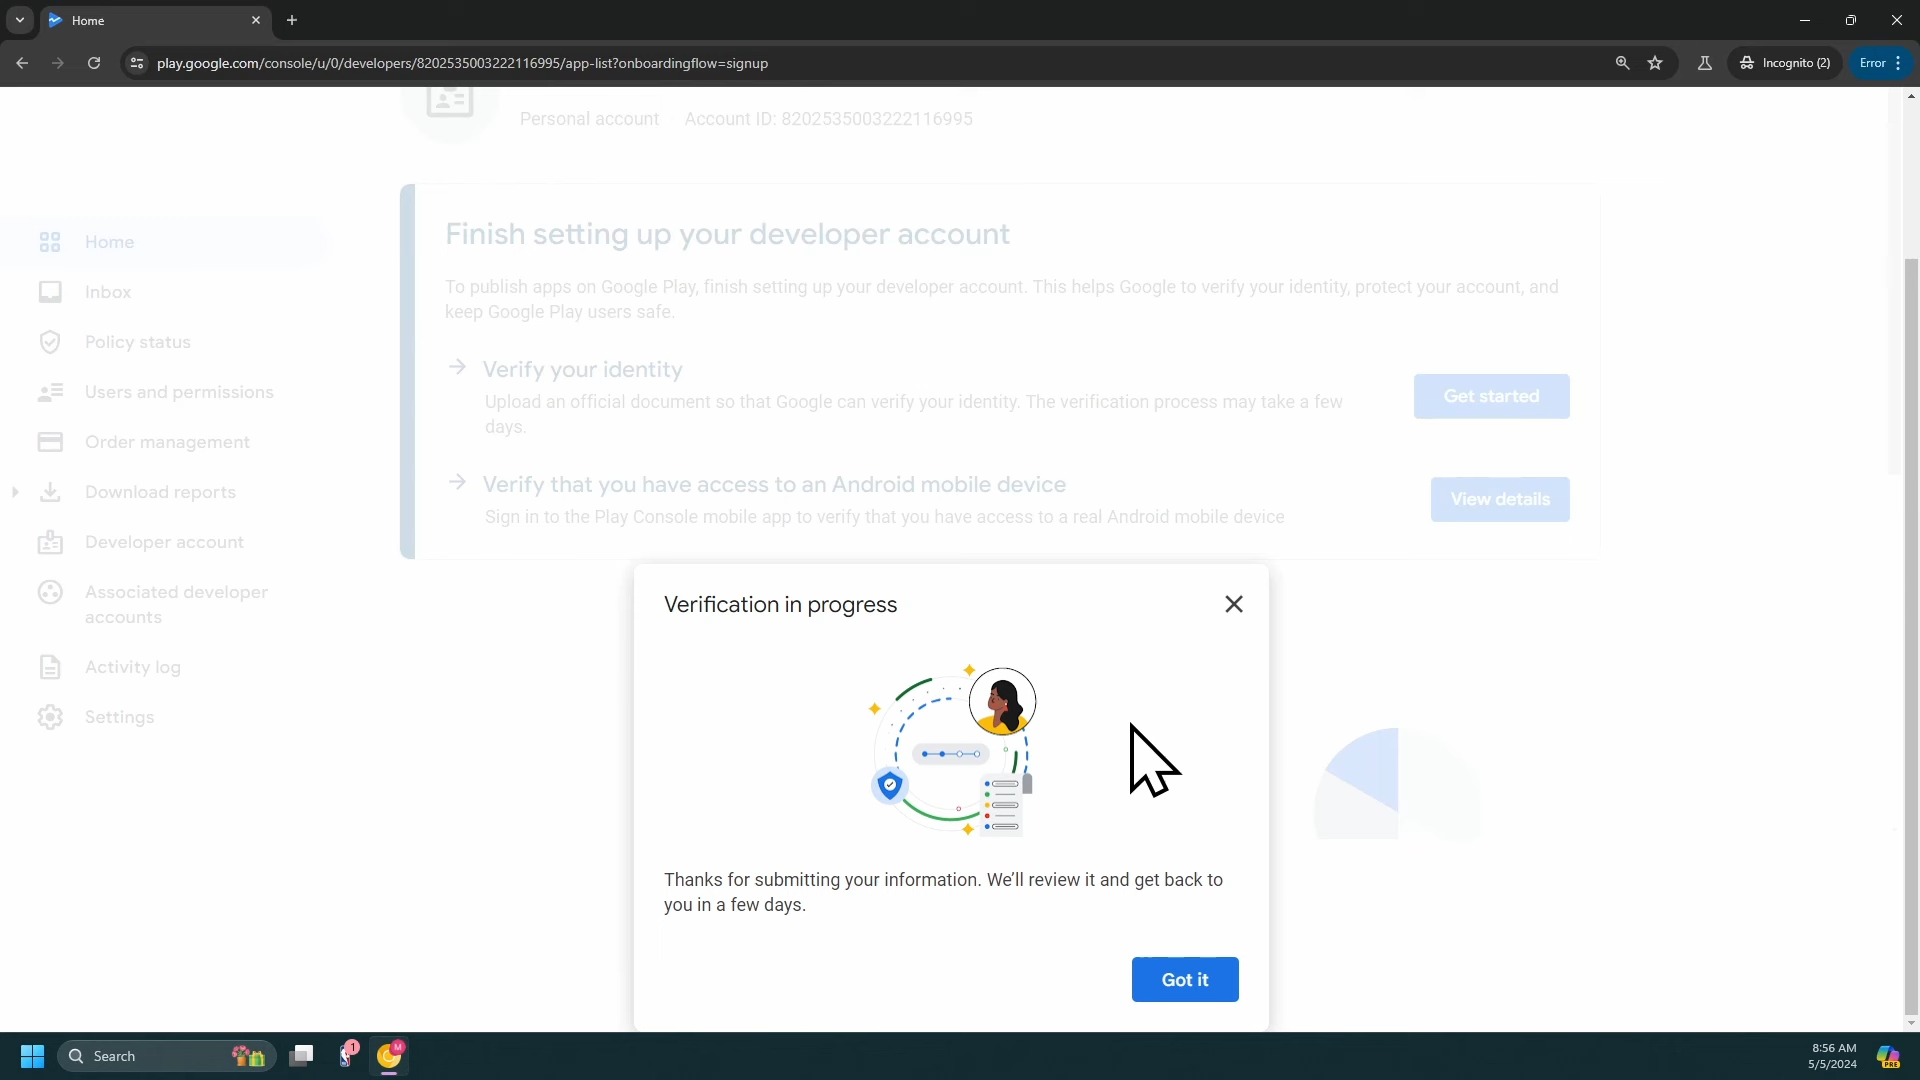 Home
play.google.com/console/u/0/developers/8202535003222116995/app-list?onboardingflow=signup
Incognito (2)
Error
Personal account
Account ID: 8202535003222116995
Home
Inbox
Policy status
Users and permissions
Order management
Download reports
Developer account
Associated developer
accounts
Activity log
Settings
Finish setting up your developer account
To publish apps on Google Play, finish setting up your developer account. This helps Google to verify your identity, protect your account, and
keep Google Play users safe.
Verify your identity
Upload an official document so that Google can verify your identity. The verification process may take a few
days.
Get started
Verify that you have access to an Android mobile device
Sign in to the Play Console mobile app to verify that you have access to a real Android mobile device
View details
Verification in progress
Thanks for submitting your information. We'll review it and get back to
you in a few days.
Got it
Search
1
M
8:56 AM
5/5/2024
PRE